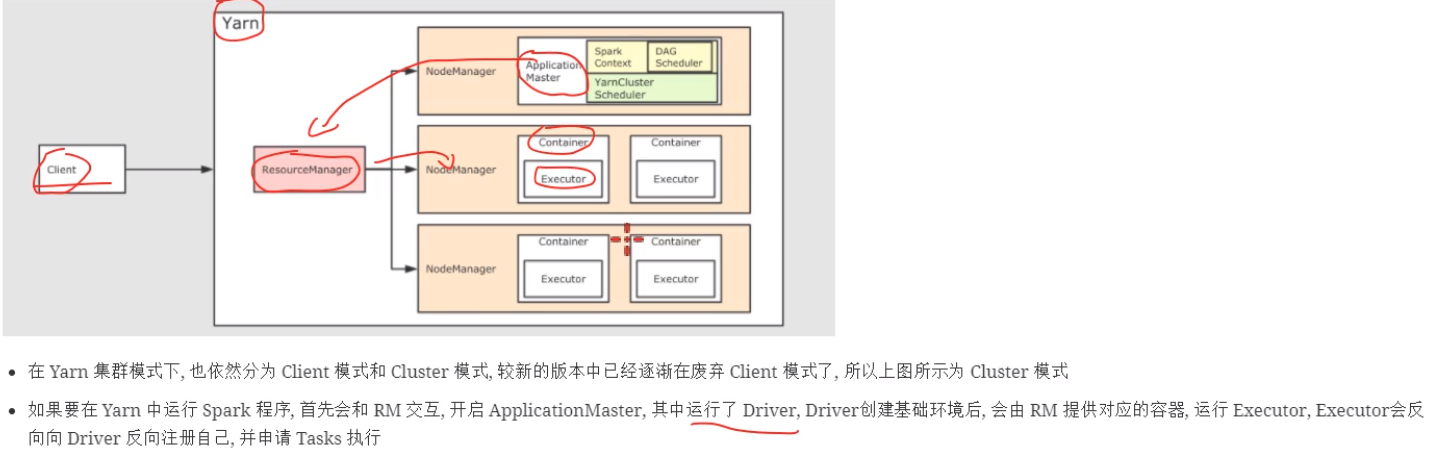 Yarn
NodeManager
Application
Master
Spark
Context
DAG
Scheduler
YarnCluster
Scheduler
Client
ResourceManager
NodeManager
Container
Executor
Container
Executor
NodeManager
Container
Executor
Container
Executor
在 Yarn 集群模式下, 也依然分为 Client 模式和 Cluster 模式, 较新的版本中已经逐渐在废弃 Client 模式了, 所以上图所示为 Cluster 模式
如果要在 Yarn 中运行 Spark 程序, 首先会和 RM 交互, 开启 ApplicationMaster, 其中运行了 Driver, Driver创建基础环境后, 会由 RM 提供对应的容器, 运行 Executor, Executor会反
向向 Driver 反向注册自己, 并申请 Tasks 执行